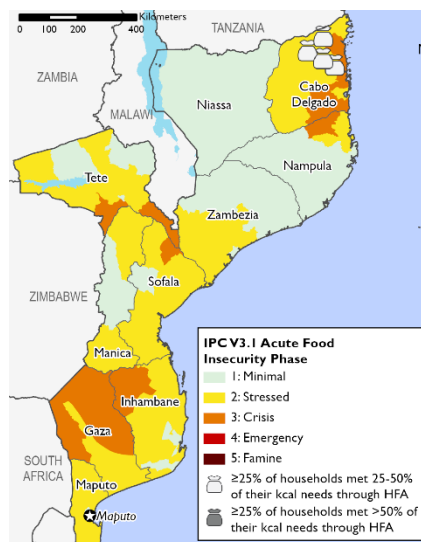 0 100 200 400 Kilometers
TANZANIA
ZAMBIA
MALAWI
Cabo
Delgado
Niassa
Nampula
Tete
Zambezia
ZIMBABWE
Sofala
Manica
Inhambane
Gaza
SOUTH
AFRICA
Maputo
Maputo
IPC V3.1 Acute Food
Insecurity Phase
1: Minimal
2: Stressed
3: Crisis
4: Emergency
5: Famine
≥25% of households met 25-50%
of their kcal needs through HFA
≥25% of households met >50% of
their kcal needs through HFA